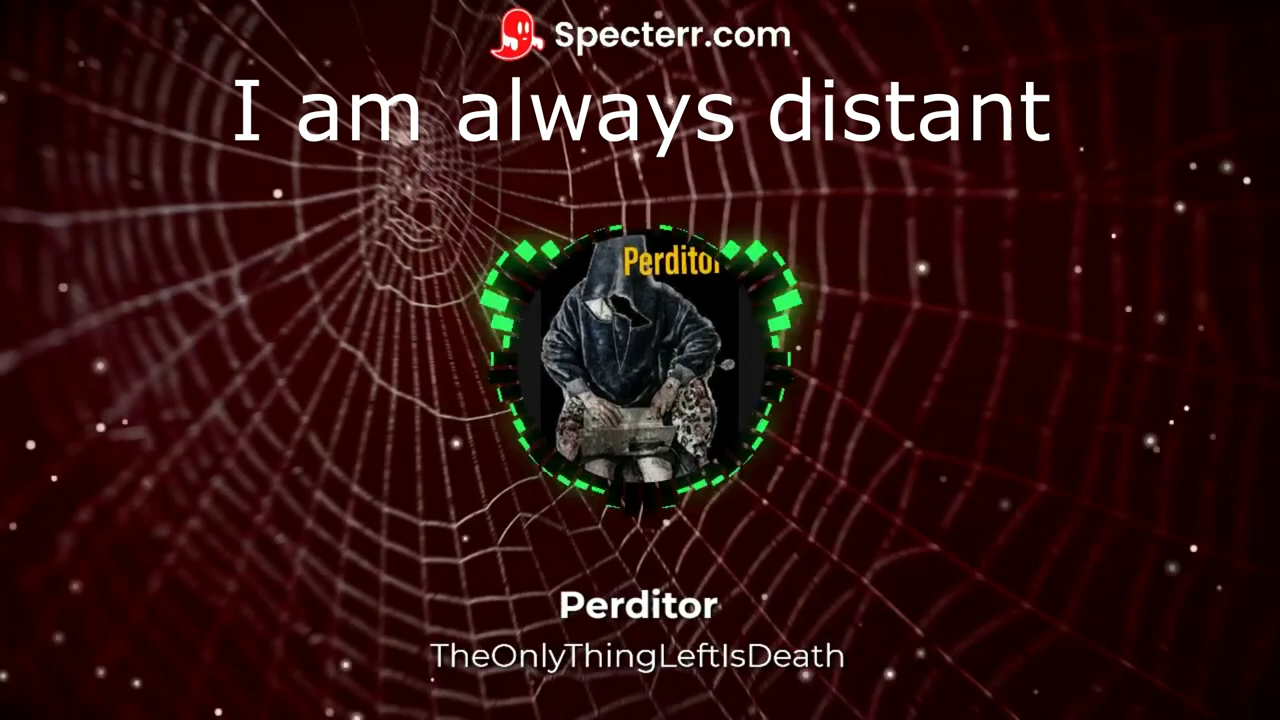 Specterr.com
I am always distant
Perditor
Perditor
TheOnlyThingLeftIsDeath